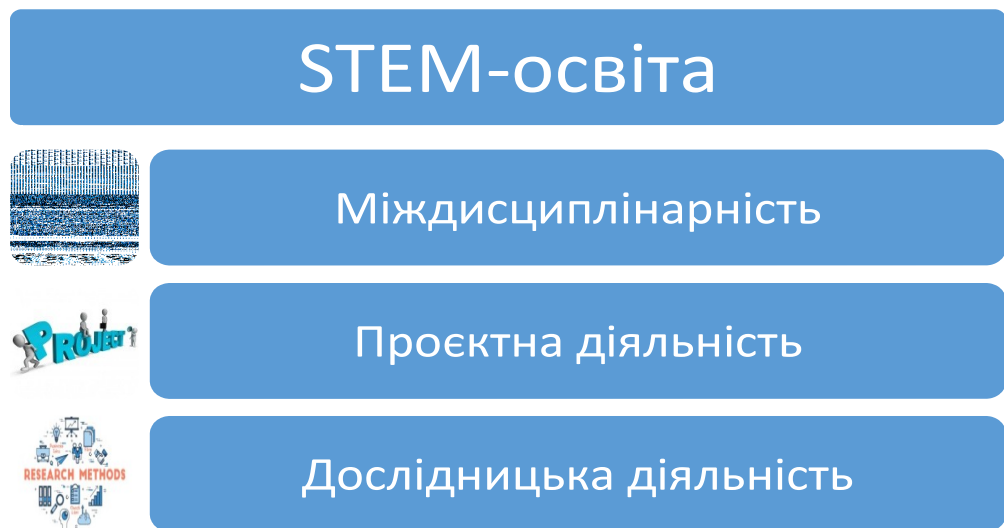 STEM-освіта
Міждисциплінарність
PROJECT
Проєктна діяльність
RESEARCH METHODS
Дослідницька діяльність